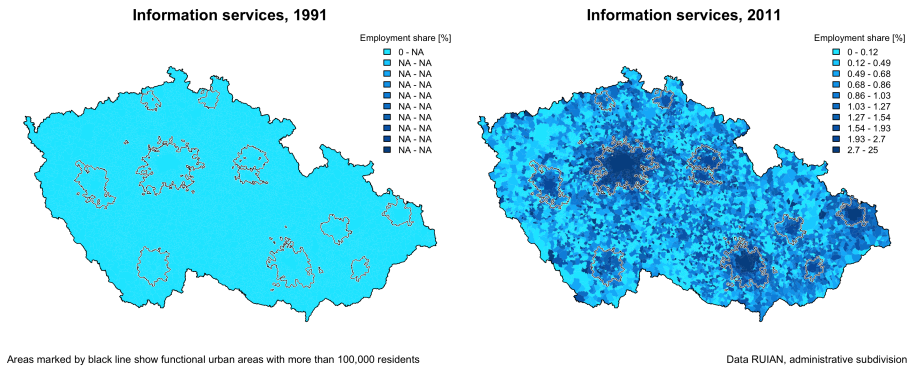 Information services, 1991
Employment share [%]
0 - NA
NA - NA
NA - NA
NA - NA
NA - NA
NA - NA
NA - NA
NA - NA
NA - NA
NA - NA
Information services, 2011
Employment share [%]
0 - 0.12
0.12 - 0.49
0.49 - 0.68
0.68 - 0.86
0.86 - 1.03
1.03 - 1.27
1.27 - 1.54
1.54 - 1.93
1.93 - 2.7
2.7 - 25
Areas marked by black line show functional urban areas with more than 100,000 residents
Data RUIAN, administrative subdivision